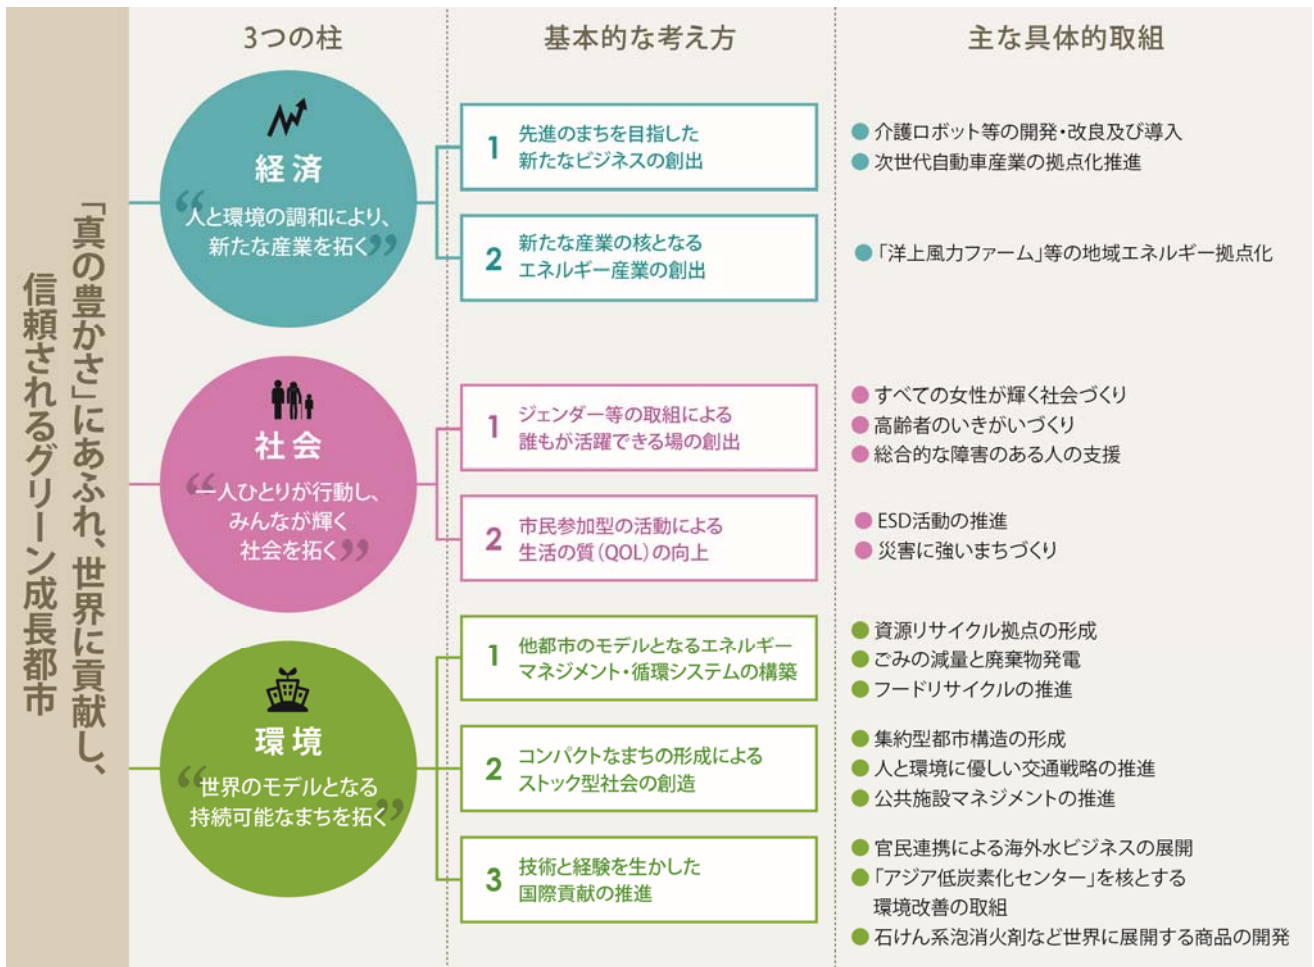 「真の豊かさ」にあふれ、世界に貢献し、
信頼されるグリーン成長都市
3つの柱
基本的な考え方
主な具体的取組
経済
“人と環境の調和により、
新たな産業を拓く”
1 先進のまちを目指した
新たなビジネスの創出
● 介護ロボット等の開発・改良及び導入
● 次世代自動車産業の拠点化推進
2 新たな産業の核となる
エネルギー産業の創出
● 「洋上風力ファーム」等の地域エネルギー拠点化
社会
“一人ひとりが行動し、
みんなが輝く
社会を拓く”
1 ジェンダー等の取組による
誰もが活躍できる場の創出
● すべての女性が輝く社会づくり
● 高齢者のいきがいづくり
● 総合的な障害のある人の支援
2 市民参加型の活動による
生活の質(QOL)の向上
● ESD活動の推進
● 災害に強いまちづくり
環境
“世界のモデルとなる
持続可能なまちを拓く”
1 他都市のモデルとなるエネルギー
マネジメント・循環システムの構築
● 資源リサイクル拠点の形成
● ごみの減量と廃棄物発電
● フードリサイクルの推進
2 コンパクトなまちの形成による
ストック型社会の創造
● 集約型都市構造の形成
● 人と環境に優しい交通戦略の推進
● 公共施設マネジメントの推進
3 技術と経験を生かした
国際貢献の推進
● 官民連携による海外水ビジネスの展開
● 「アジア低炭素化センター」を核とする
環境改善の取組
● 石けん系泡消火剤など世界に展開する商品の開発